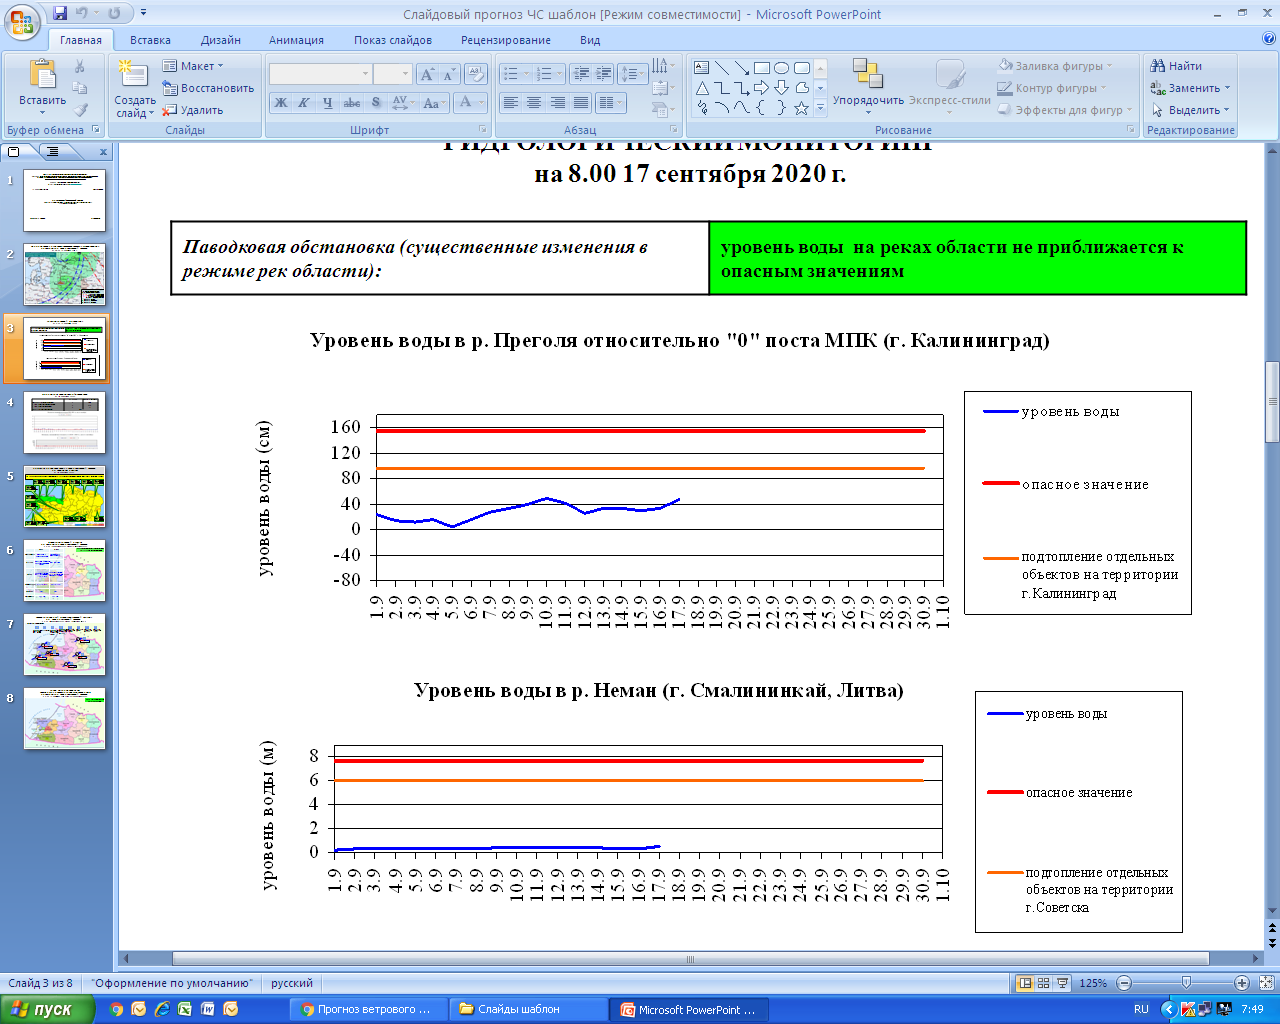 Слайдовый прогноз ЧС шаблон [Режим совместимости] - Microsoft PowerPoint
Главная Вставка Дизайн Анимация Показ слайдов Рецензирование Вид
Вставить
Буфер обмена
Создать слайд
Макет
Восстановить
Удалить
Слайды
Ж К Ч abc S AV Aa A
Шрифт
Абзац
Упорядочить
Экспресс-стили
Заливка фигуры
Контур фигуры
Эффекты для фигур
Рисование
Найти
Заменить
Выделить
Редактирование
1
2
3
4
5
6
7
8
ГИДРОЛОГИЧЕСКИЙ МОНИТОРИНГ
на 8.00 17 сентября 2020 г.
Паводковая обстановка (существенные изменения в
режиме рек области):
уровень воды на реках области не приближается к
опасным значениям
Уровень воды в р. Преголя относительно "0" поста МПК (г. Калининград)
уровень воды (см)
160
120
80
40
0
-40
-80
1.9 2.9 3.9 4.9 5.9 6.9 7.9 8.9 9.9 10.9 11.9 12.9 13.9 14.9 15.9 16.9 17.9 18.9 19.9 20.9 21.9 22.9 23.9 24.9 25.9 26.9 27.9 28.9 29.9 30.9 1.10
уровень воды
опасное значение
подтопление отдельных
объектов на территории
г.Калининград
Уровень воды в р. Неман (г. Смалининкай, Литва)
уровень воды (м)
8
6
4
2
0
1.9 2.9 3.9 4.9 5.9 6.9 7.9 8.9 9.9 10.9 11.9 12.9 13.9 14.9 15.9 16.9 17.9 18.9 19.9 20.9 21.9 22.9 23.9 24.9 25.9 26.9 27.9 28.9 29.9 30.9 1.10
уровень воды
опасное значение
подтопление отдельных
объектов на территории
г.Советска
Слайд 3 из 8 "Оформление по умолчанию" русский 125%
пуск Прогноз ветрового ... Слайды шаблон Microsoft PowerPoint ... RU 7:49